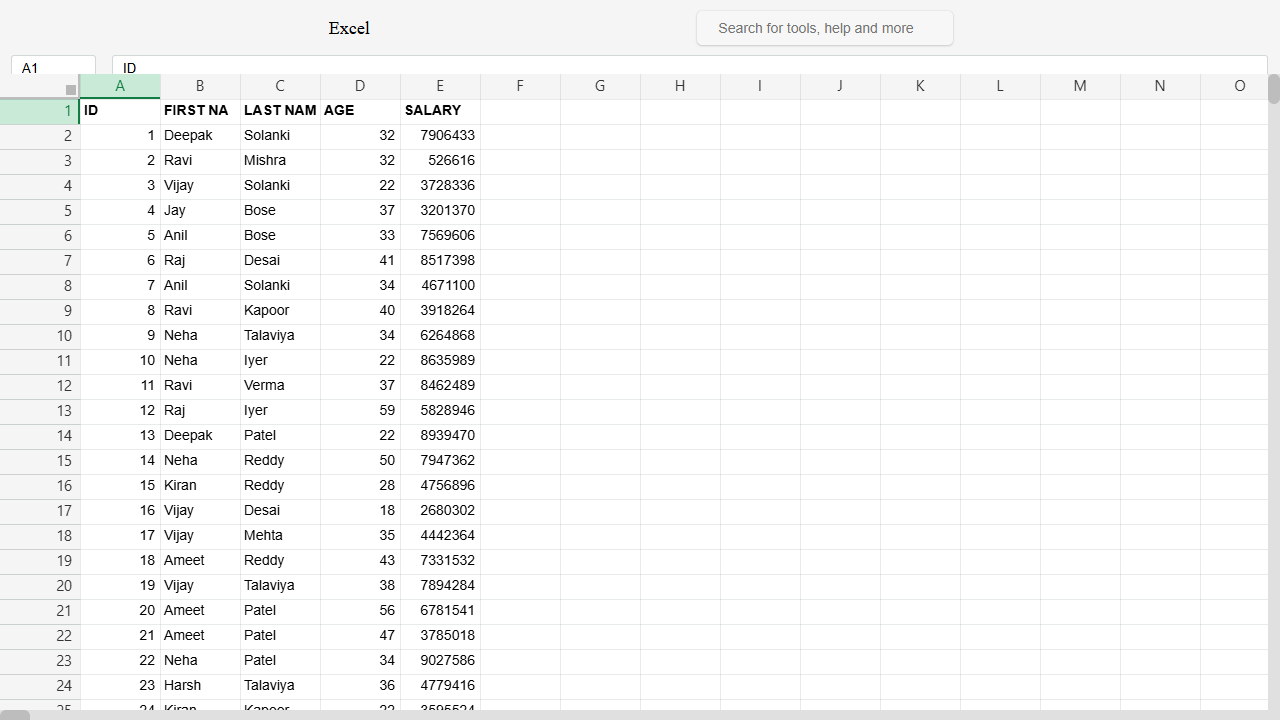 Excel
Search for tools, help and more
A1 ID
A B C D E F G H I J K L M N O
1 ID FIRST NA LAST NAM AGE SALARY
2 1 Deepak Solanki 32 7906433
3 2 Ravi Mishra 32 526616
4 3 Vijay Solanki 22 3728336
5 4 Jay Bose 37 3201370
6 5 Anil Bose 33 7569606
7 6 Raj Desai 41 8517398
8 7 Anil Solanki 34 4671100
9 8 Ravi Kapoor 40 3918264
10 9 Neha Talaviya 34 6264868
11 10 Neha Iyer 22 8635989
12 11 Ravi Verma 37 8462489
13 12 Raj Iyer 59 5828946
14 13 Deepak Patel 22 8939470
15 14 Neha Reddy 50 7947362
16 15 Kiran Reddy 28 4756896
17 16 Vijay Desai 18 2680302
18 17 Vijay Mehta 35 4442364
19 18 Ameet Reddy 43 7331532
20 19 Vijay Talaviya 38 7894284
21 20 Ameet Patel 56 6781541
22 21 Ameet Patel 47 3785018
23 22 Neha Patel 34 9027586
24 23 Harsh Talaviya 36 4779416
25 24 Kiran Kapoor